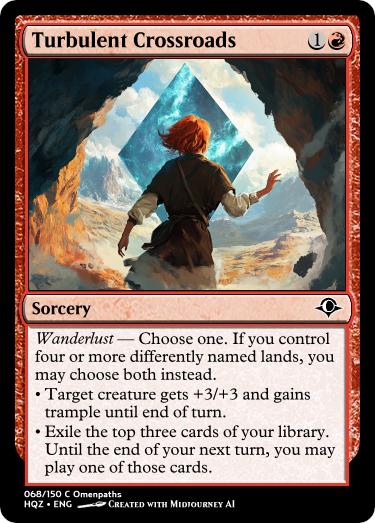 Turbulent Crossroads 1
Sorcery
Wanderlust — Choose one. If you control
four or more differently named lands, you
may choose both instead.
• Target creature gets +3/+3 and gains
trample until end of turn.
• Exile the top three cards of your library.
Until the end of your next turn, you may
play one of those cards.
068/150 C Omenpaths
HQZ • ENG Created with Midjourney AI